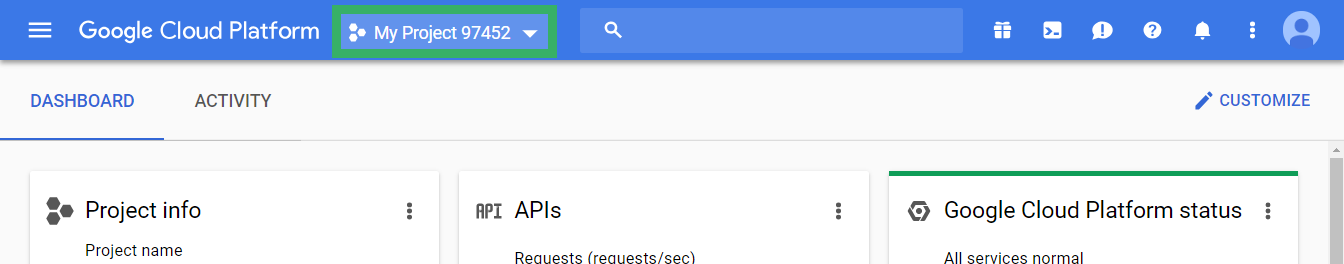 Google Cloud Platform
My Project 97452
DASHBOARD
ACTIVITY
CUSTOMIZE
Project info
Project name
API
APIs
Requests (requests/sec)
Google Cloud Platform status
All services normal